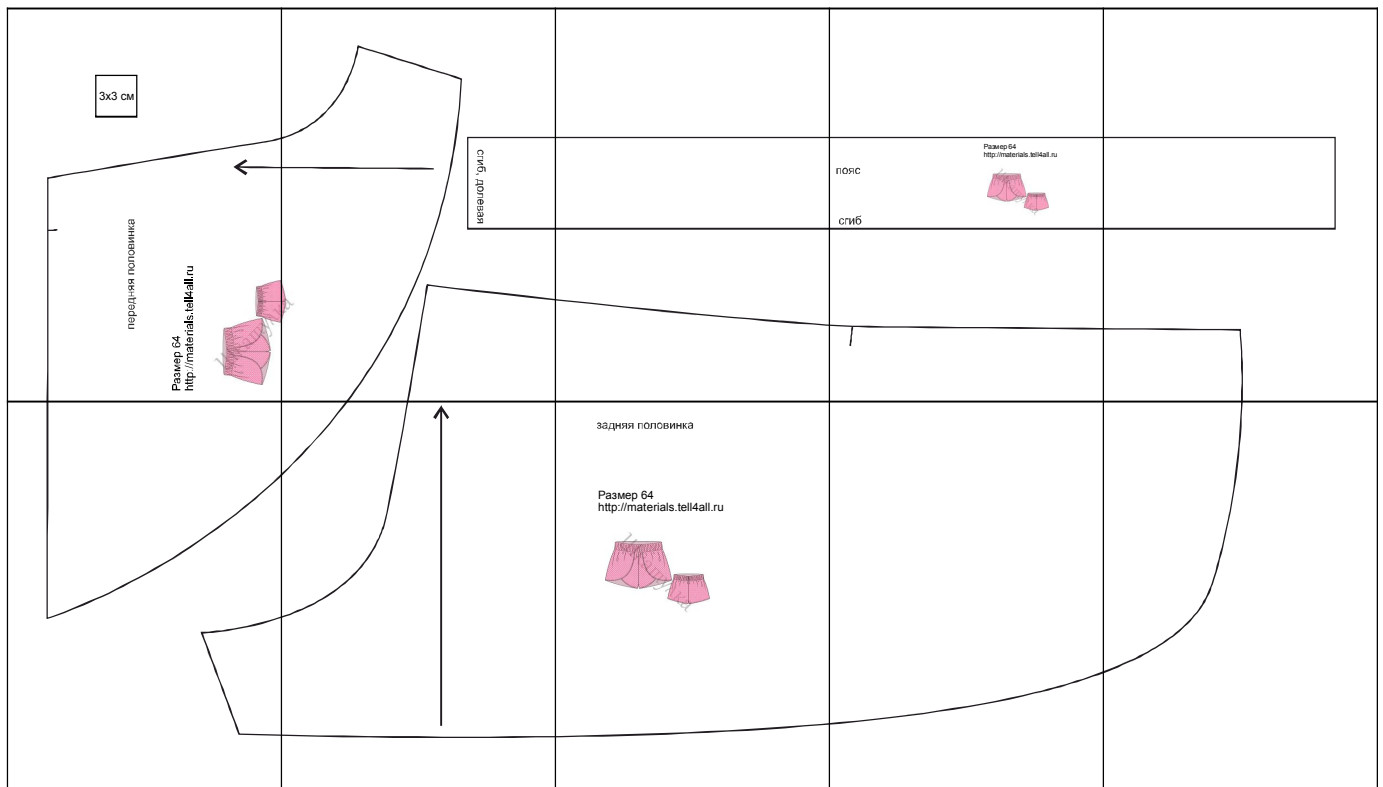 3х3 см
передняя половинка
Размер 64
http://materials.tell4all.ru
сгиб, долевая
пояс
сгиб
Размер 64
http://materials.tell4all.ru
задняя половинка
Размер 64
http://materials.tell4all.ru